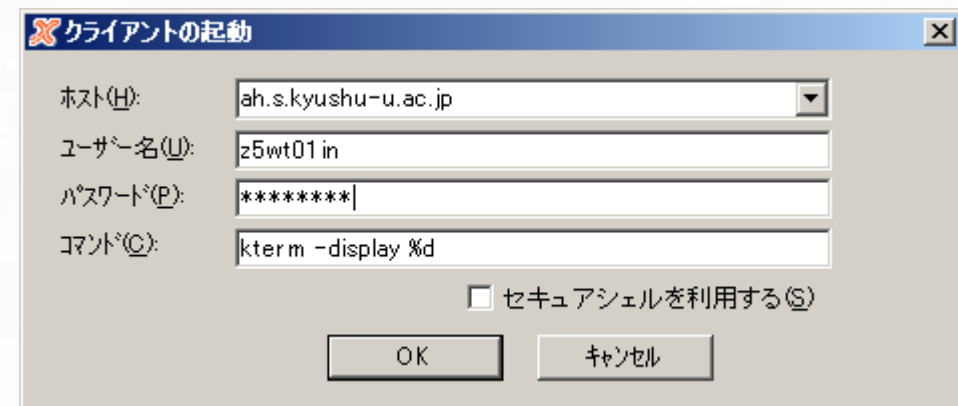 クライアントの起動
ホスト(H): ah.s.kyushu-u.ac.jp
ユーザー名(U): z5wt01in
パスワード(P): ********
コマンド(C): kterm -display %d
セキュアシェルを利用する(S)
OK キャンセル